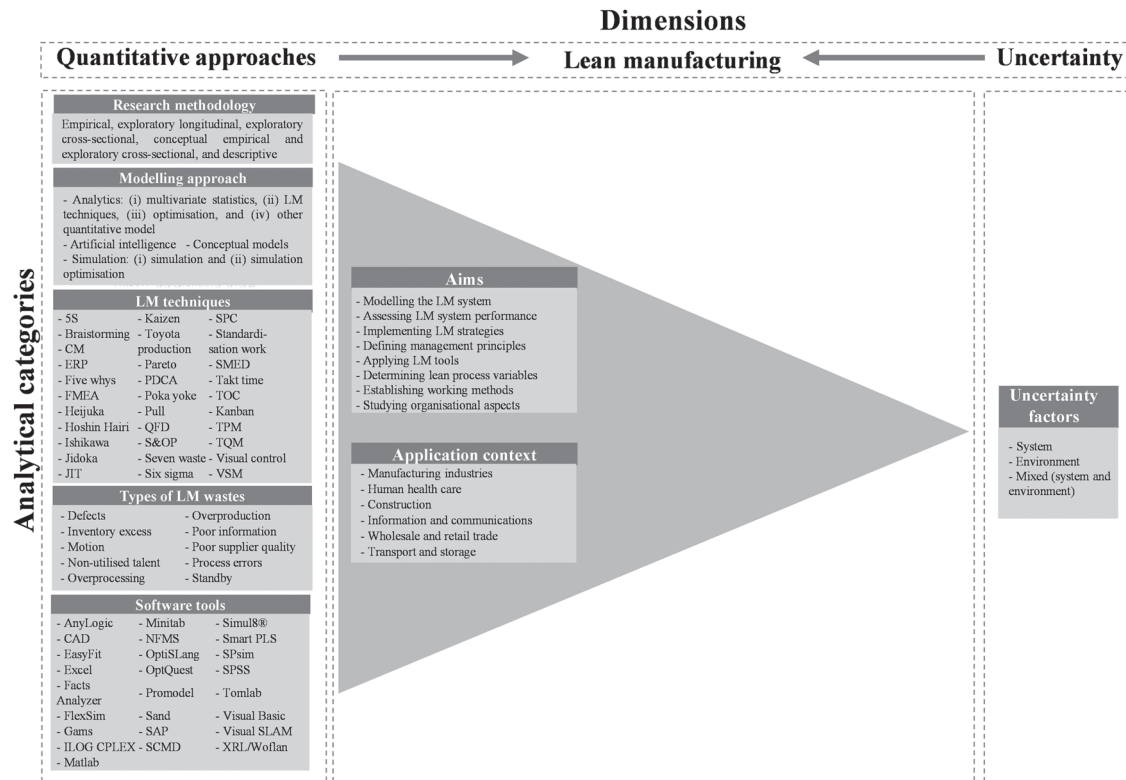 Dimensions
Quantitative approaches
Lean manufacturing
Uncertainty
Analytical categories
Research methodology
Empirical, exploratory longitudinal, exploratory
cross-sectional, conceptual empirical and
exploratory cross-sectional, and descriptive
Modelling approach
- Analytics: (i) multivariate statistics, (ii) LM
techniques, (iii) optimisation, and (iv) other
quantitative model
- Artificial intelligence - Conceptual models
- Simulation: (i) simulation and (ii) simulation
optimisation
LM techniques
- 5S - Kaizen - SPC
- Braistorming - Toyota - Standardi-
- CM production sation work
- ERP - Pareto - SMED
- Five whys - PDCA - Takt time
- FMEA - Poka yoke - TOC
- Heijuka - Pull - Kanban
- Hoshin Hairi - QFD - TPM
- Ishikawa - S&OP - TQM
- Jidoka - Seven waste - Visual control
- JIT - Six sigma - VSM
Types of LM wastes
- Defects - Overproduction
- Inventory excess - Poor information
- Motion - Poor supplier quality
- Non-utilised talent - Process errors
- Overprocessing - Standby
Software tools
- AnyLogic - Minitab - Simul8®
- CAD - NFMS - Smart PLS
- EasyFit - OptiSLang - SPsim
- Excel - OptQuest - SPSS
- Facts
Analyzer - Promodel - Tomlab
- FlexSim - Sand - Visual Basic
- Gams - SAP - Visual SLAM
- ILOG CPLEX - SCMD - XRL/Woflan
- Matlab
Aims
- Modelling the LM system
- Assessing LM system performance
- Implementing LM strategies
- Defining management principles
- Applying LM tools
- Determining lean process variables
- Establishing working methods
- Studying organisational aspects
Application context
- Manufacturing industries
- Human health care
- Construction
- Information and communications
- Wholesale and retail trade
- Transport and storage
Uncertainty
factors
- System
- Environment
- Mixed (system and
environment)